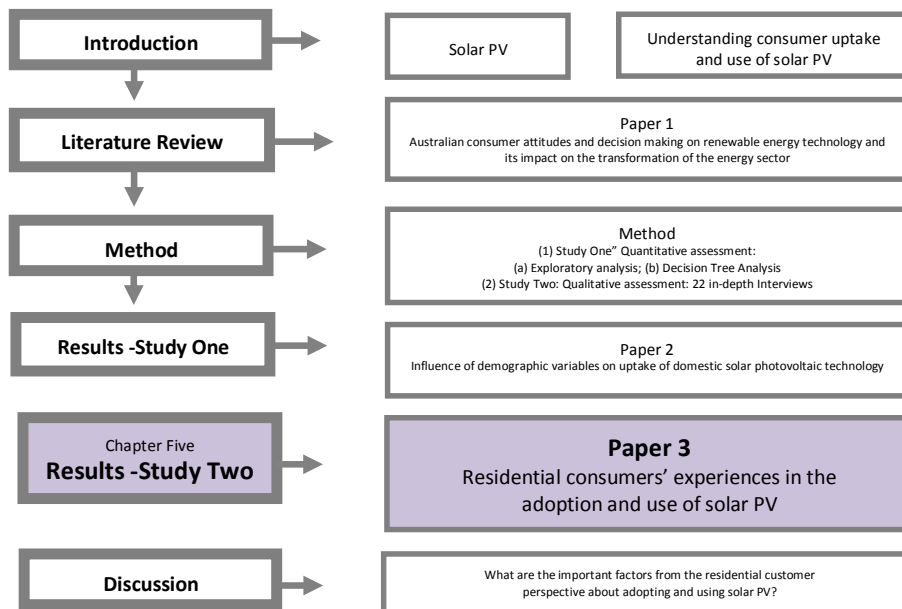 Introduction
Solar PV
Understanding consumer uptake
and use of solar PV
Literature Review
Paper 1
Australian consumer attitudes and decision making on renewable energy technology and
its impact on the transformation of the energy sector
Method
Method
(1) Study One” Quantitative assessment:
(a) Exploratory analysis; (b) Decision Tree Analysis
(2) Study Two: Qualitative assessment: 22 in-depth Interviews
Results -Study One
Paper 2
Influence of demographic variables on uptake of domestic solar photovoltaic technology
Chapter Five
Results -Study Two
Paper 3
Residential consumers’ experiences in the
adoption and use of solar PV
Discussion
What are the important factors from the residential customer
perspective about adopting and using solar PV?